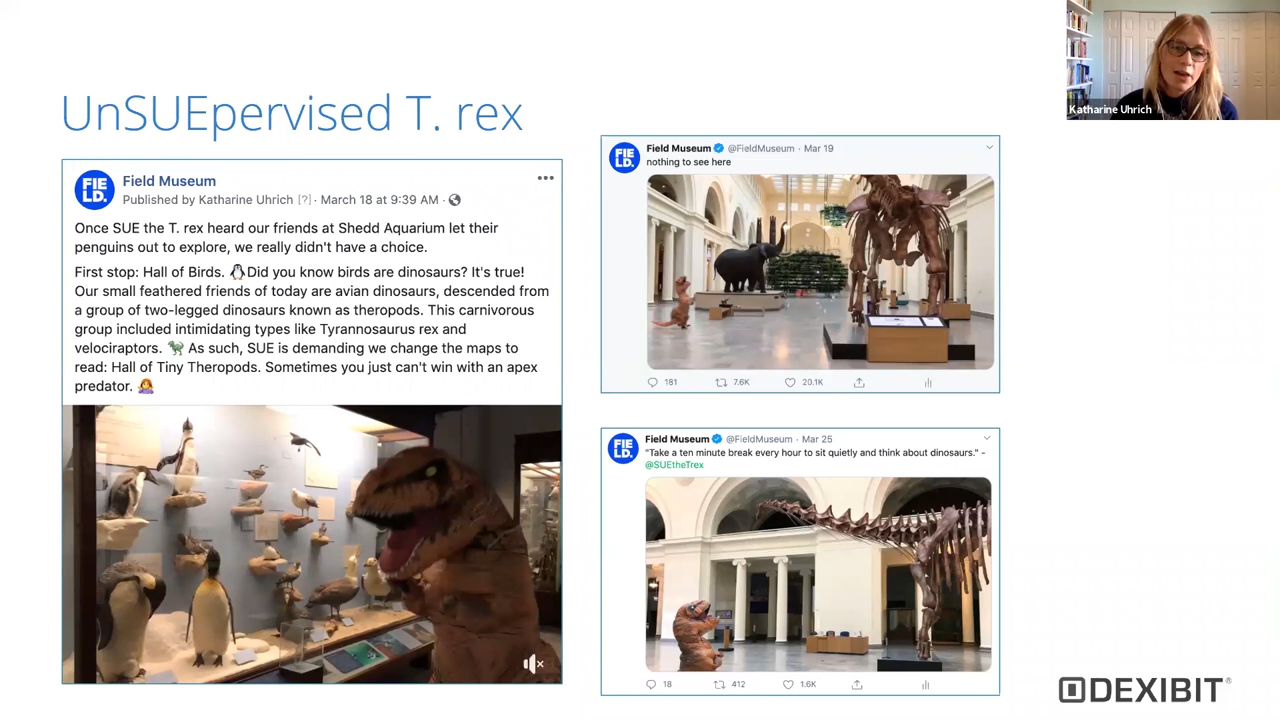 UnSUEpervised T. rex
Field Museum
Published by Katharine Uhrich [?] · March 18 at 9:39 AM ·
Once SUE the T. rex heard our friends at Shedd Aquarium let their
penguins out to explore, we really didn't have a choice.
First stop: Hall of Birds. 🐧Did you know birds are dinosaurs? It's true!
Our small feathered friends of today are avian dinosaurs, descended from
a group of two-legged dinosaurs known as theropods. This carnivorous
group included intimidating types like Tyrannosaurus rex and
velociraptors. 🦖 As such, SUE is demanding we change the maps to
read: Hall of Tiny Theropods. Sometimes you just can't win with an apex
predator. 🤷‍♀️
FIE
LD.
Field Museum @FieldMuseum · Mar 19
nothing to see here
FIE
LD.
181 7.6K 20.1K
Field Museum @FieldMuseum · Mar 25
"Take a ten minute break every hour to sit quietly and think about dinosaurs." -
@SUEtheTrex
FIE
LD.
18 412 1.6K
Katharine Uhrich
DEXIBIT®